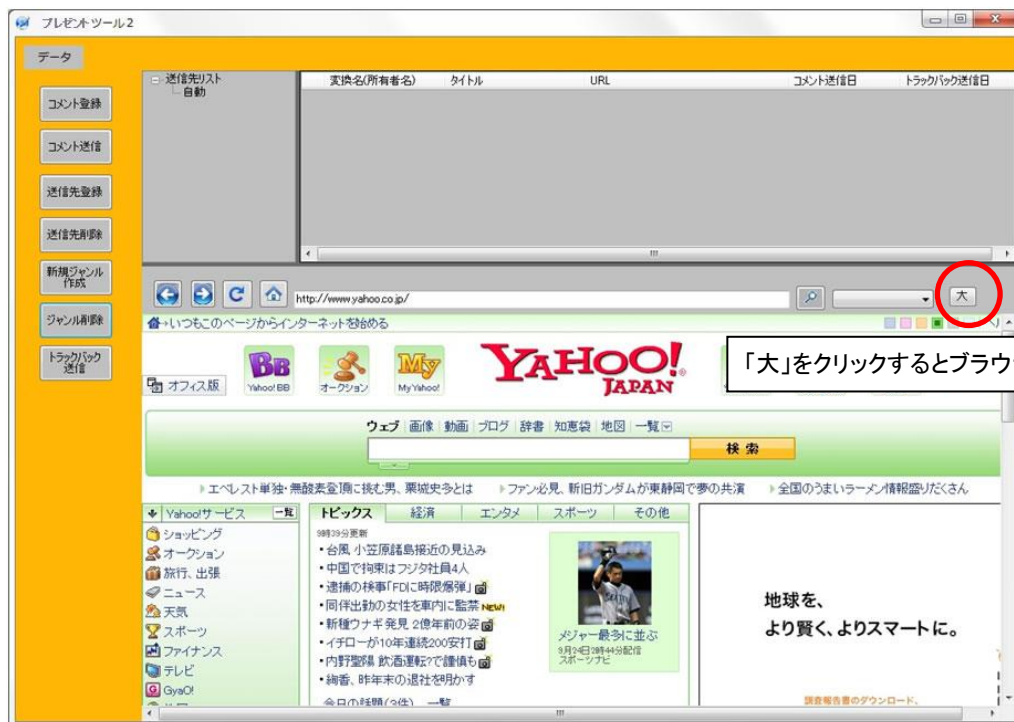 プレゼントツール2
データ
コメント登録
コメント送信
送信先登録
送信先削除
新規ジャンル
作成
ジャンル削除
トラックバック
送信
送信先リスト
自動
変換名(所有者名) タイトル URL コメント送信日 トラックバック送信日
http://www.yahoo.co.jp/
大
いつもこのページからインターネットを始める
「大」をクリックするとブラウ
オフィス版
BB
Yahoo! BB
オークション
My
My Yahoo!
YAHOO!
JAPAN
ウェブ 画像 動画 ブログ 辞書 知恵袋 地図 一覧
検索
エベレスト単独・無酸素登頂に挑む男、栗城史多とは ファン必見、新旧ガンダムが東静岡で夢の共演 全国のうまいラーメン情報盛りだくさん
Yahoo!サービス 一覧
ショッピング
オークション
旅行、出張
ニュース
天気
スポーツ
ファイナンス
テレビ
GyaO!
トピックス 経済 エンタメ スポーツ その他
9時39分更新
・台風 小笠原諸島接近の見込み
・中国で拘束はフジタ社員4人
・逮捕の検事「FDに時限爆弾」
・同伴出勤の女性を車内に監禁 NEW!
・新種ウナギ発見 2億年前の姿
・イチローが10年連続200安打
・内野聖陽 飲酒運転?で謹慎も
・絢香、昨年末の退社を明かす
今日の話題(3件) 一覧
メジャー最多に並ぶ
9月24日9時44分配信
スポーツナビ
地球を、
より賢く、よりスマートに。
調査報告書のダウンロード、